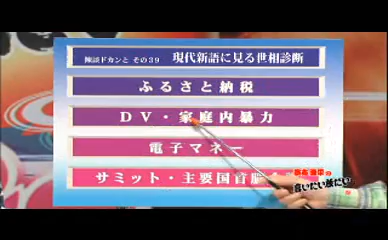 腕談ドカンと その39 現代新語に見る世相診断
ふるさと納税
DV・家庭内暴力
電子マネー
サミット・主要国首脳
の
言いたい放だい